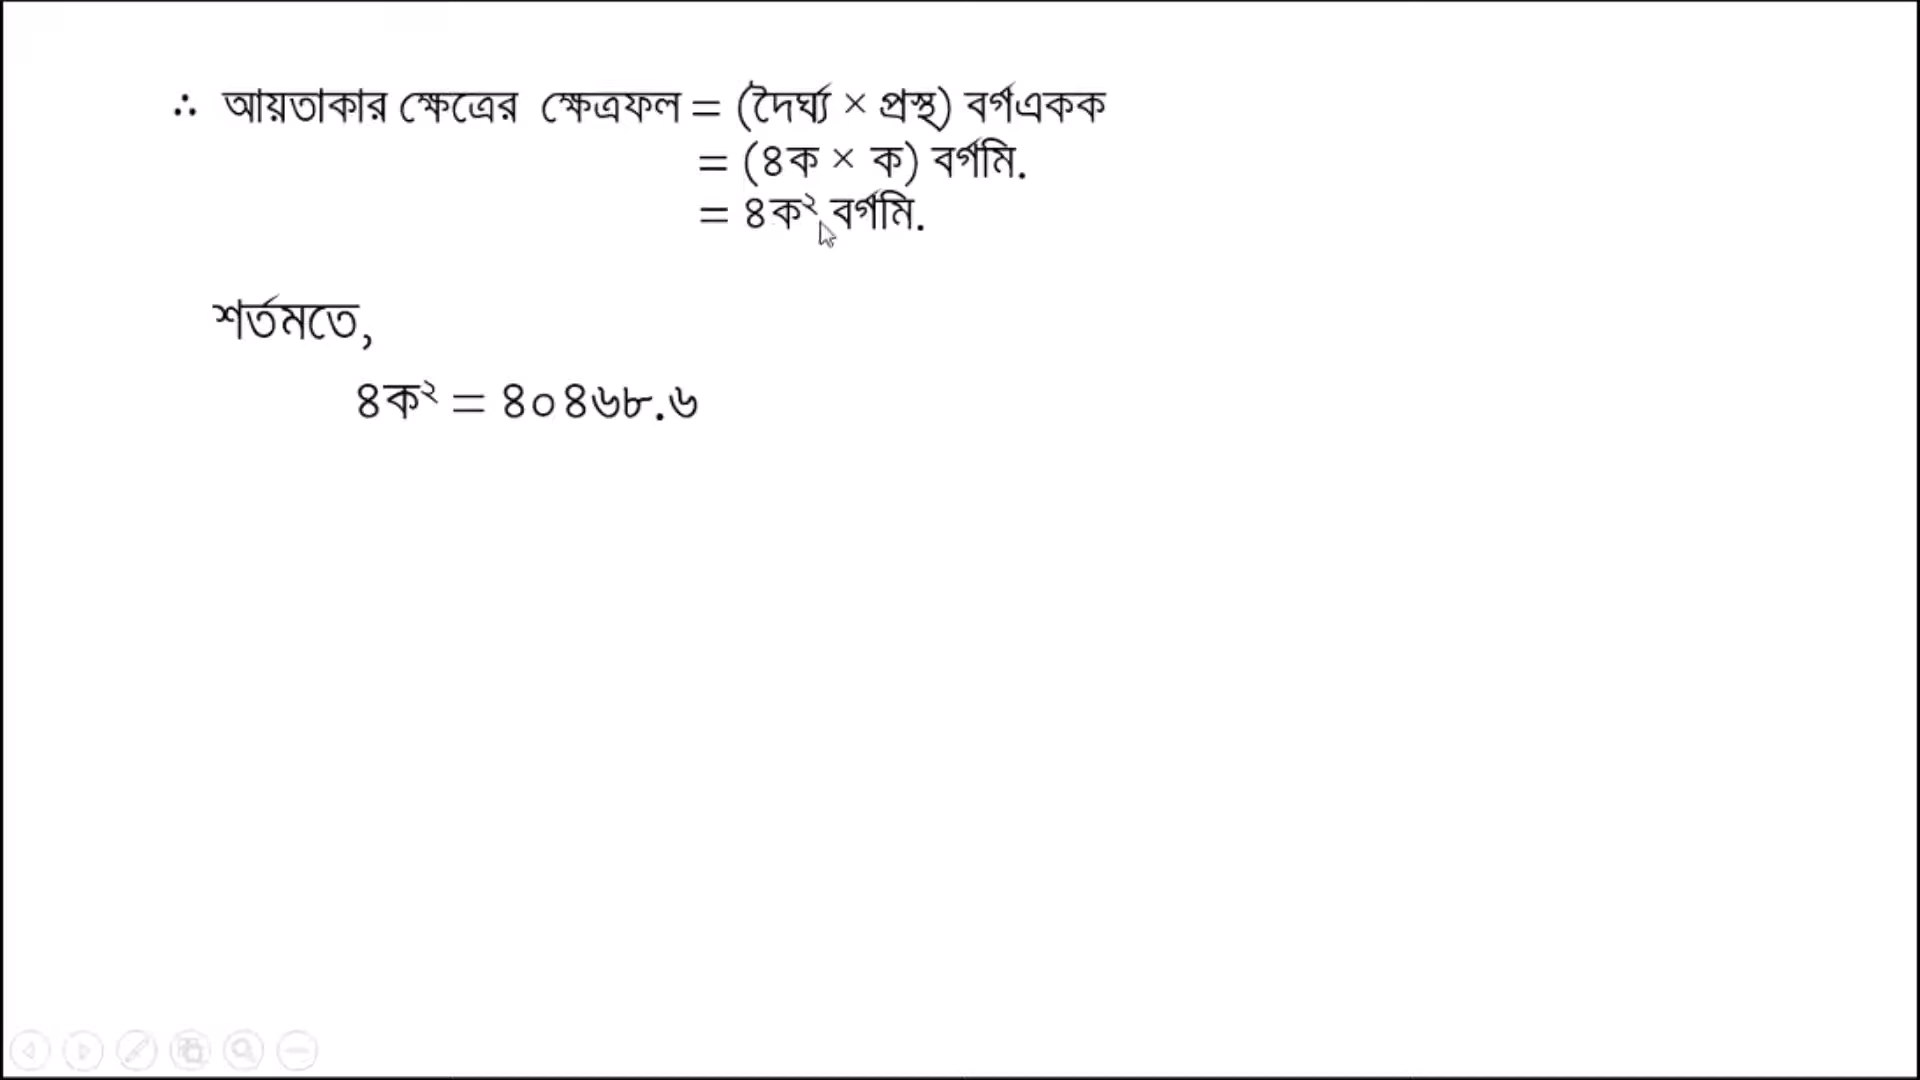 ∴ আয়তাকার ক্ষেত্রের ক্ষেত্রফল = (দৈর্ঘ্য × প্রস্থ) বর্গএকক
= (৪ক × ক) বর্গমি.
= ৪ক² বর্গমি.
শর্তমতে,
৪ক² = ৪০৪৬৮.৬